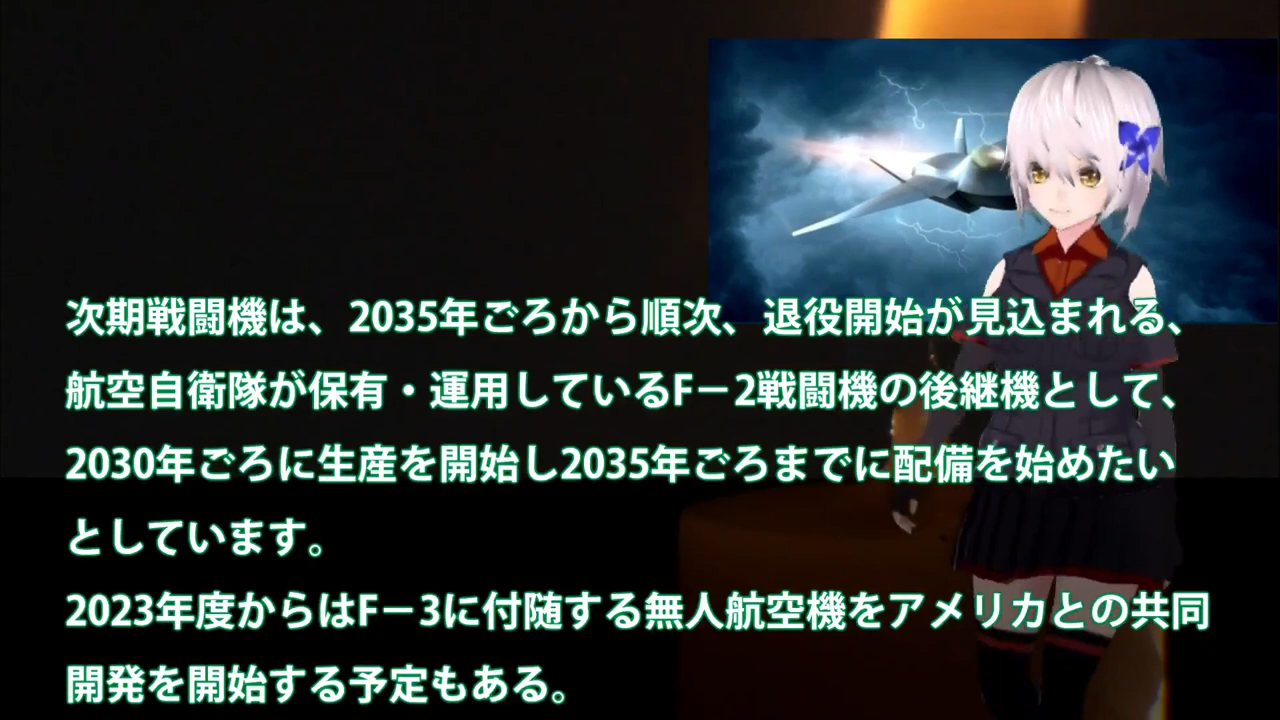 次期戦闘機は、2035年ごろから順次、退役開始が見込まれる、
航空自衛隊が保有・運用しているF－2戦闘機の後継機として、
2030年ごろに生産を開始し2035年ごろまでに配備を始めたい
としています。
2023年度からはF－3に付随する無人航空機をアメリカとの共同
開発を開始する予定もある。